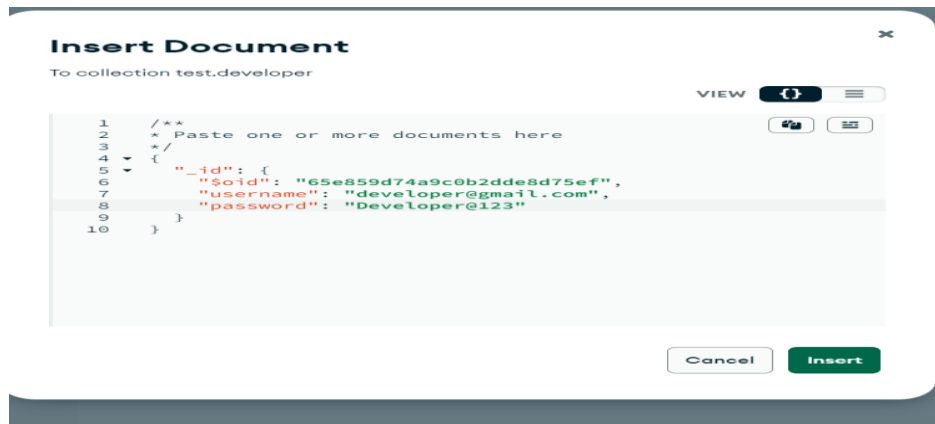 Insert Document
To collection test.developer
VIEW {}
1 /**
2 * Paste one or more documents here
3 */
4 {
5 "_id": {
6 "$oid": "65e859d74a9c0b2dde8d75ef",
7 "username": "developer@gmail.com",
8 "password": "Developer@123"
9 }
10 }
Cancel Insert